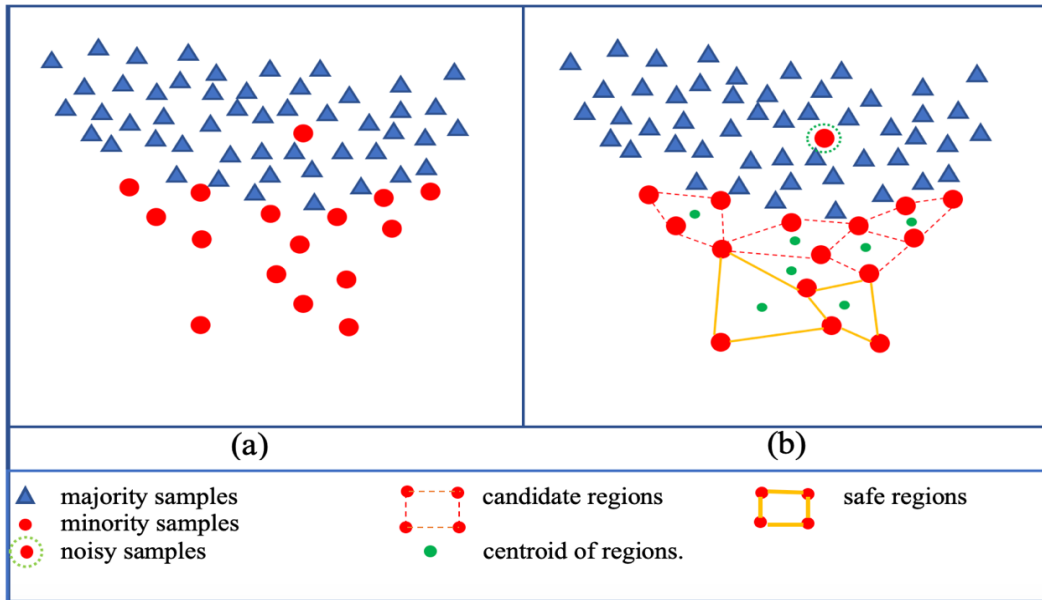 (a)
(b)
majority samples
candidate regions
safe regions
minority samples
noisy samples
centroid of regions.